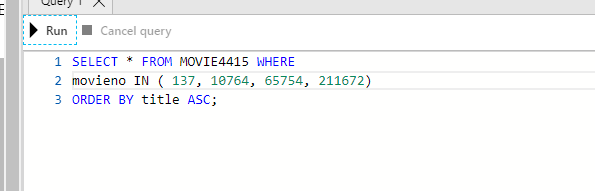 Query 1
Run Cancel query
1 SELECT * FROM MOVIE4415 WHERE
2 movieno IN ( 137, 10764, 65754, 211672)
3 ORDER BY title ASC;